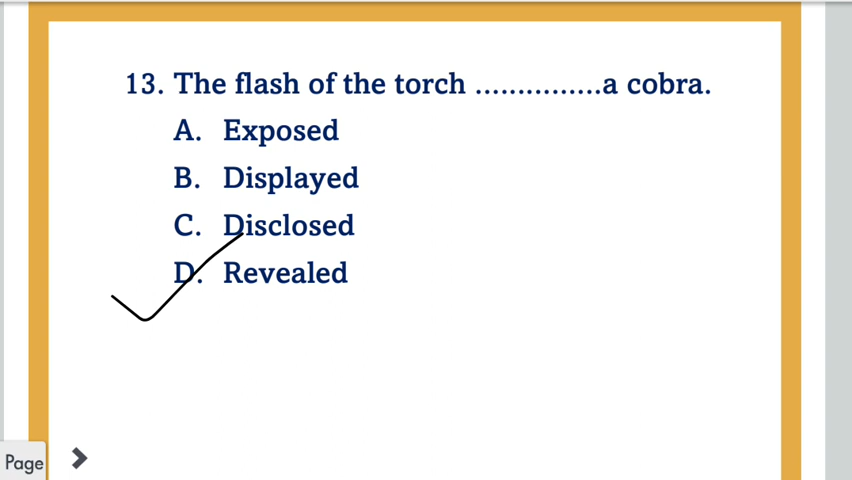 13. The flash of the torch ...............a cobra.
A. Exposed
B. Displayed
C. Disclosed
D. Revealed
Page